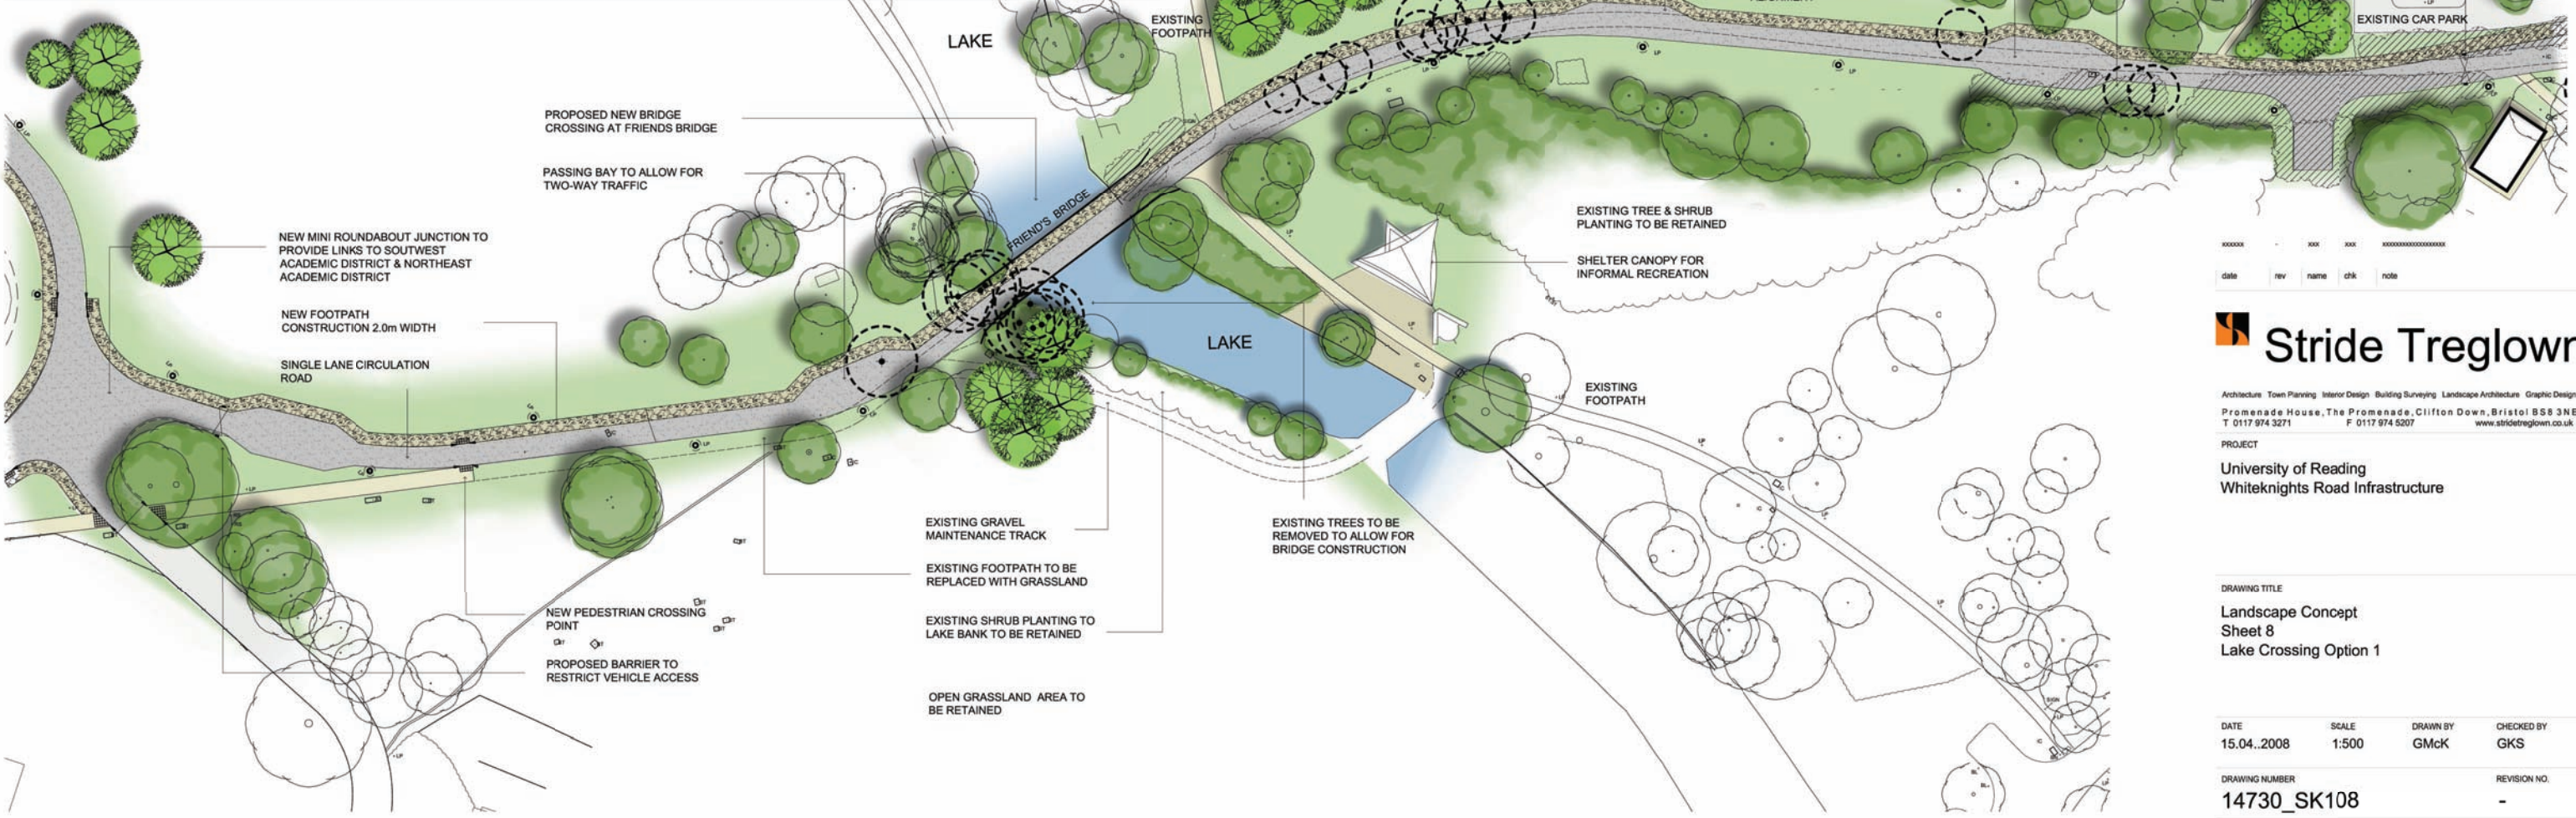 LAKE
EXISTING
FOOTPATH
EXISTING CAR PARK
PROPOSED NEW BRIDGE
CROSSING AT FRIENDS BRIDGE
PASSING BAY TO ALLOW FOR
TWO-WAY TRAFFIC
FRIEND'S BRIDGE
NEW MINI ROUNDABOUT JUNCTION TO
PROVIDE LINKS TO SOUTWEST
ACADEMIC DISTRICT & NORTHEAST
ACADEMIC DISTRICT
NEW FOOTPATH
CONSTRUCTION 2.0m WIDTH
SINGLE LANE CIRCULATION
ROAD
EXISTING TREE & SHRUB
PLANTING TO BE RETAINED
SHELTER CANOPY FOR
INFORMAL RECREATION
LAKE
EXISTING
FOOTPATH
EXISTING GRAVEL
MAINTENANCE TRACK
EXISTING FOOTPATH TO BE
REPLACED WITH GRASSLAND
EXISTING SHRUB PLANTING TO
LAKE BANK TO BE RETAINED
OPEN GRASSLAND AREA TO
BE RETAINED
EXISTING TREES TO BE
REMOVED TO ALLOW FOR
BRIDGE CONSTRUCTION
NEW PEDESTRIAN CROSSING
POINT
PROPOSED BARRIER TO
RESTRICT VEHICLE ACCESS
date rev name chk note
Stride Treglown
Architecture Town Planning Interior Design Building Surveying Landscape Architecture Graphic Design
Promenade House, The Promenade, Clifton Down, Bristol BS8 3NE
T 0117 974 3271 F 0117 974 5207 www.stridetreglown.co.uk
PROJECT
University of Reading
Whiteknights Road Infrastructure
DRAWING TITLE
Landscape Concept
Sheet 8
Lake Crossing Option 1
DATE SCALE DRAWN BY CHECKED BY
15.04..2008 1:500 GMcK GKS
DRAWING NUMBER REVISION NO.
14730_SK108 -